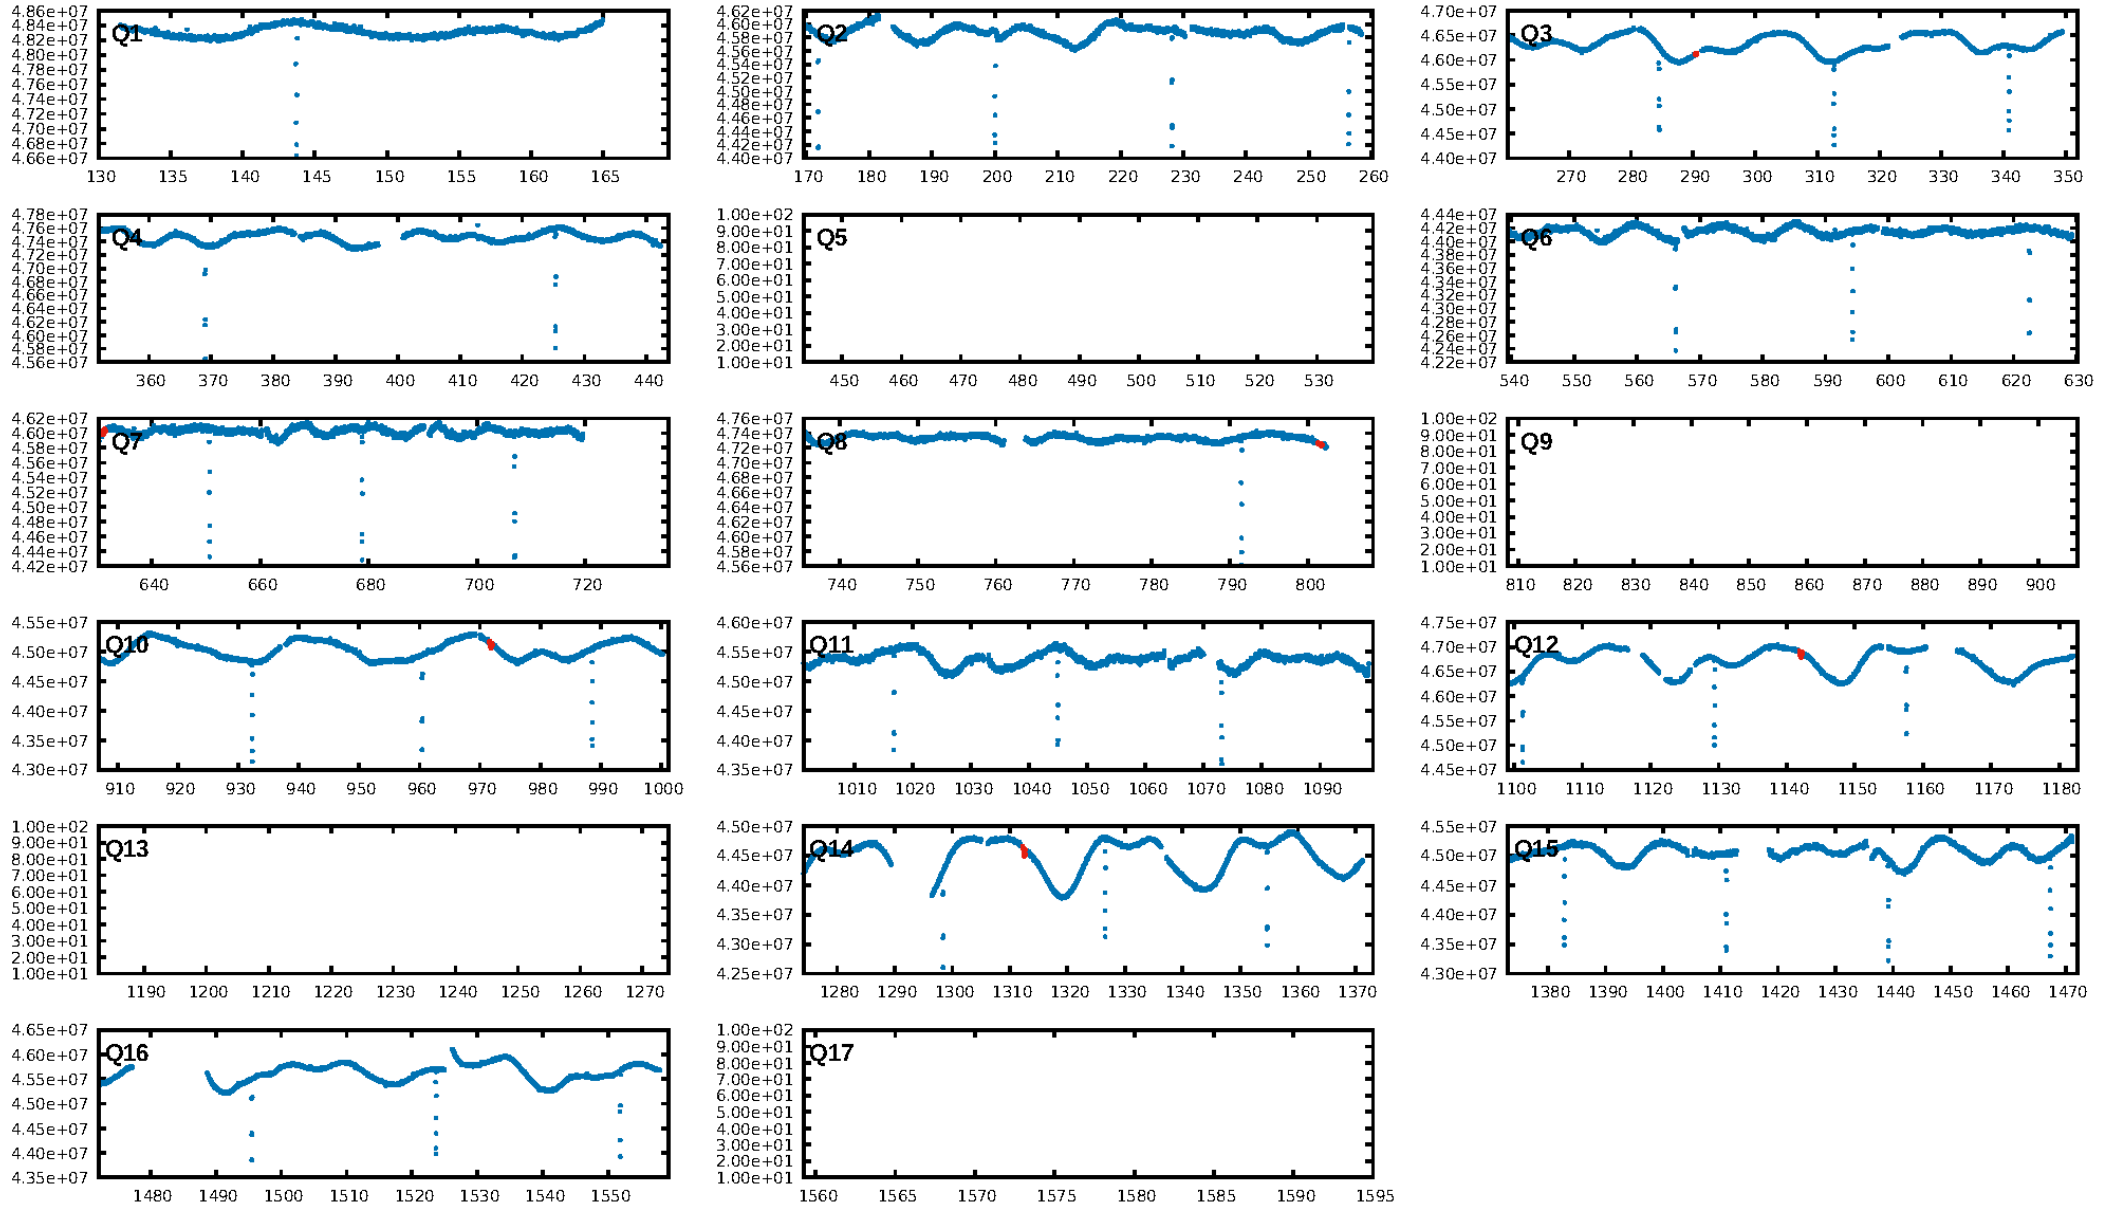 4.86e+07
4.84e+07
Q1
4.82e+07
4.80e+07
4.78e+07
4.76e+07
4.74e+07
4.72e+07
4.70e+07
4.68e+07
4.66e+07
130 135 140 145 150 155 160 165
4.62e+07
4.60e+07
Q2
4.58e+07
4.56e+07
4.54e+07
4.52e+07
4.50e+07
4.48e+07
4.46e+07
4.44e+07
4.42e+07
4.40e+07
170 180 190 200 210 220 230 240 250 260
4.70e+07
Q3
4.65e+07
4.60e+07
4.55e+07
4.50e+07
4.45e+07
4.40e+07
270 280 290 300 310 320 330 340 350
4.78e+07
4.76e+07
Q4
4.74e+07
4.72e+07
4.70e+07
4.68e+07
4.66e+07
4.64e+07
4.62e+07
4.60e+07
4.58e+07
4.56e+07
360 370 380 390 400 410 420 430 440
1.00e+02
9.00e+01
Q5
8.00e+01
7.00e+01
6.00e+01
5.00e+01
4.00e+01
3.00e+01
2.00e+01
1.00e+01
450 460 470 480 490 500 510 520 530
4.44e+07
4.42e+07
Q6
4.40e+07
4.38e+07
4.36e+07
4.34e+07
4.32e+07
4.30e+07
4.28e+07
4.26e+07
4.24e+07
4.22e+07
540 550 560 570 580 590 600 610 620 630
4.62e+07
4.60e+07
Q7
4.58e+07
4.56e+07
4.54e+07
4.52e+07
4.50e+07
4.48e+07
4.46e+07
4.44e+07
4.42e+07
640 660 680 700 720
4.76e+07
4.74e+07
Q8
4.72e+07
4.70e+07
4.68e+07
4.66e+07
4.64e+07
4.62e+07
4.60e+07
4.58e+07
4.56e+07
740 750 760 770 780 790 800
1.00e+02
9.00e+01
Q9
8.00e+01
7.00e+01
6.00e+01
5.00e+01
4.00e+01
3.00e+01
2.00e+01
1.00e+01
810 820 830 840 850 860 870 880 890 900
4.55e+07
Q10
4.50e+07
4.45e+07
4.40e+07
4.35e+07
4.30e+07
910 920 930 940 950 960 970 980 990 1000
4.60e+07
Q11
4.55e+07
4.50e+07
4.45e+07
4.40e+07
4.35e+07
1010 1020 1030 1040 1050 1060 1070 1080 1090
4.75e+07
Q12
4.70e+07
4.65e+07
4.60e+07
4.55e+07
4.50e+07
4.45e+07
1100 1110 1120 1130 1140 1150 1160 1170 1180
1.00e+02
9.00e+01
Q13
8.00e+01
7.00e+01
6.00e+01
5.00e+01
4.00e+01
3.00e+01
2.00e+01
1.00e+01
1190 1200 1210 1220 1230 1240 1250 1260 1270
4.50e+07
Q14
4.45e+07
4.40e+07
4.35e+07
4.30e+07
4.25e+07
1280 1290 1300 1310 1320 1330 1340 1350 1360 1370
4.55e+07
Q15
4.50e+07
4.45e+07
4.40e+07
4.35e+07
4.30e+07
1380 1390 1400 1410 1420 1430 1440 1450 1460 1470
4.65e+07
Q16
4.60e+07
4.55e+07
4.50e+07
4.45e+07
4.40e+07
4.35e+07
1480 1490 1500 1510 1520 1530 1540 1550
1.00e+02
9.00e+01
Q17
8.00e+01
7.00e+01
6.00e+01
5.00e+01
4.00e+01
3.00e+01
2.00e+01
1.00e+01
1560 1565 1570 1575 1580 1585 1590 1595